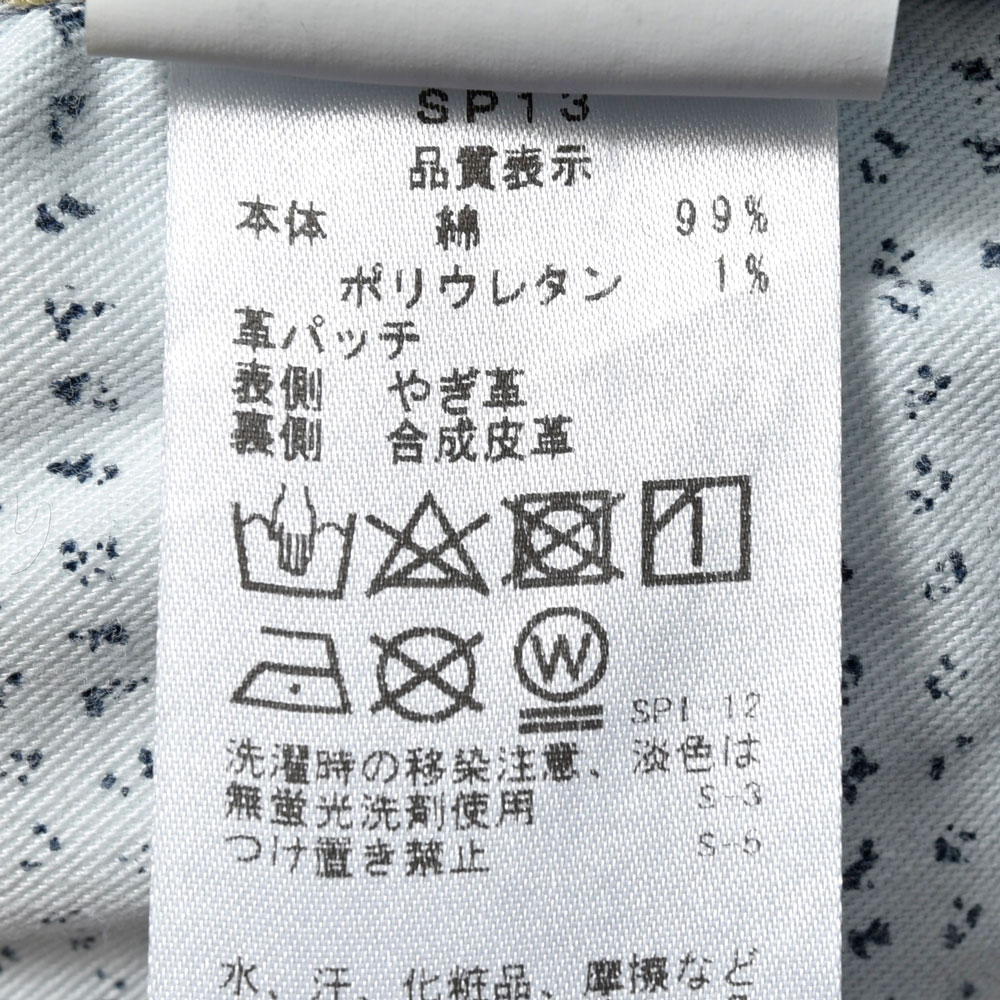 SP13
品質表示
本体 綿 99%
ポリウレタン 1%
革パッチ
表側 やぎ革
裏側 合成皮革
W
SP1-12
洗濯時の移染注意、淡色は
無蛍光洗剤使用 S-3
つけ置き禁止 S-5
水、汗、化粧品、摩擦など